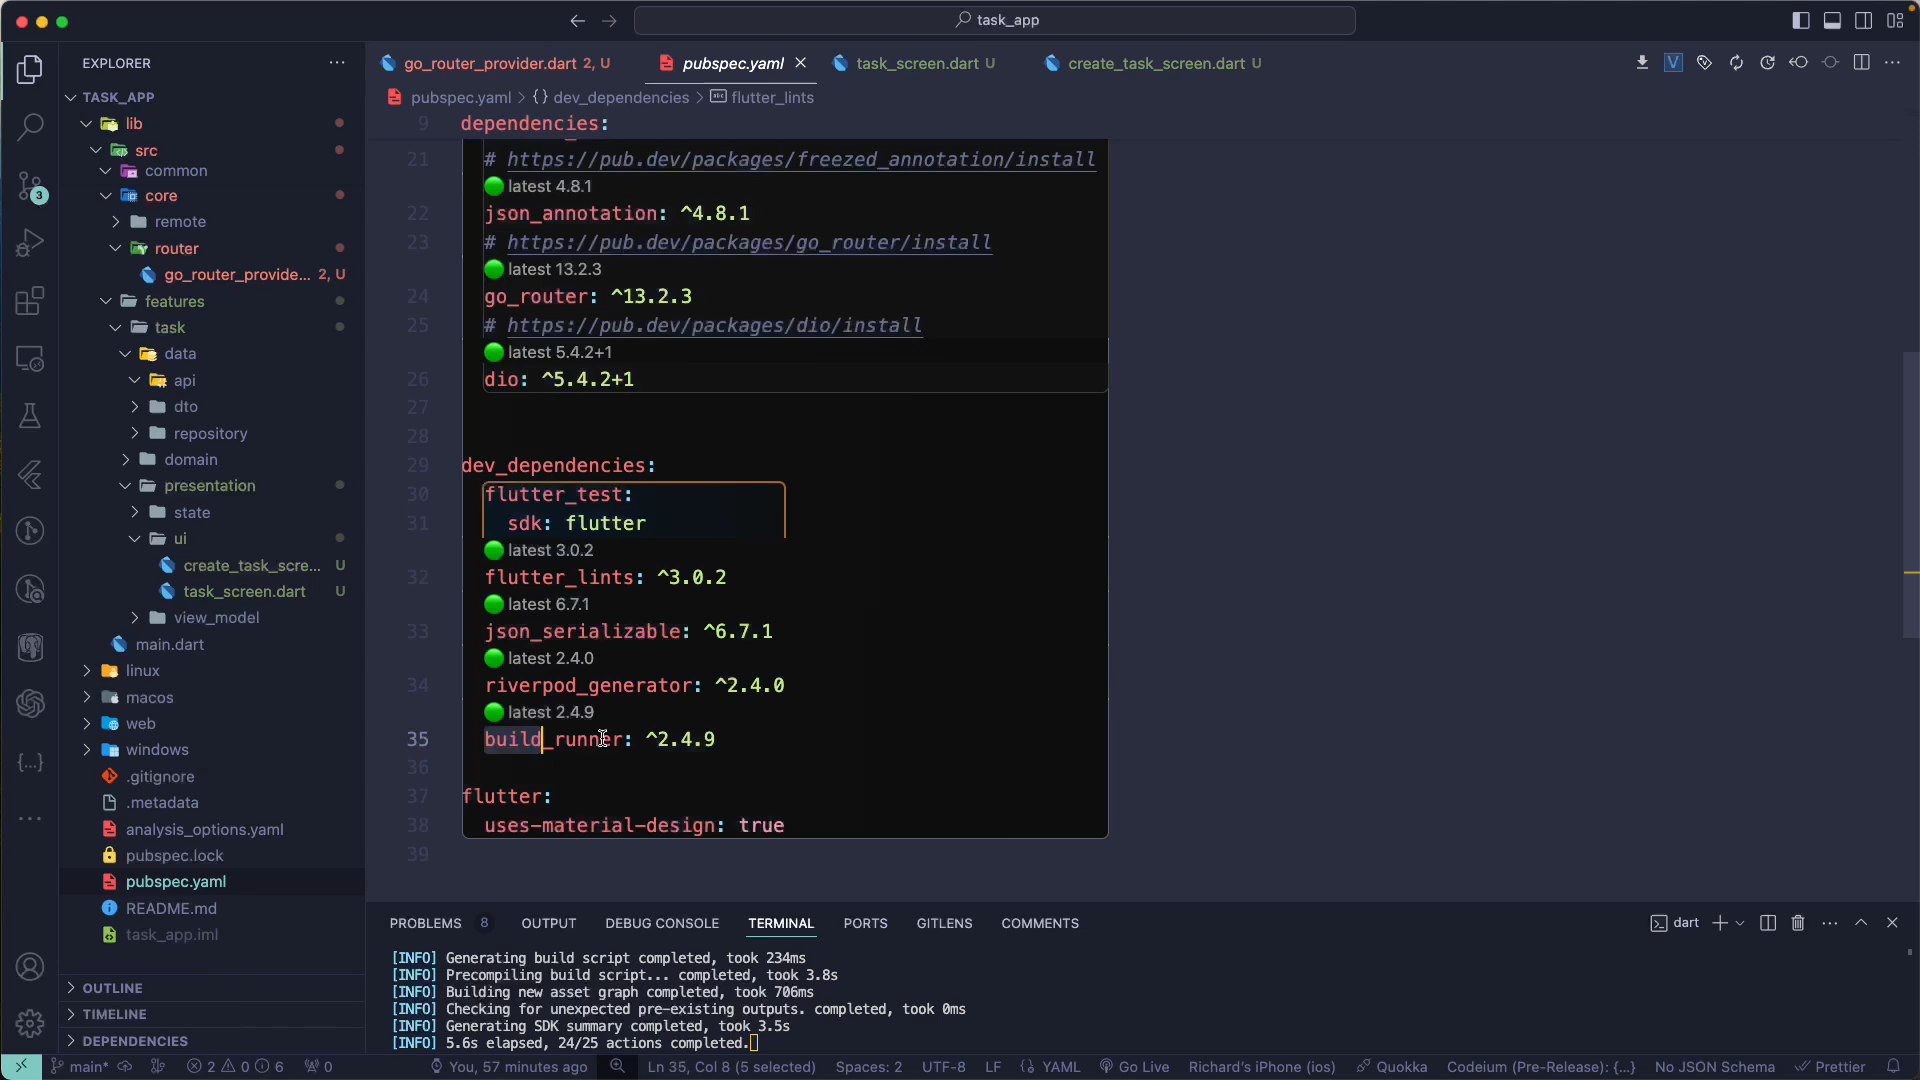 task_app
EXPLORER
go_router_provider.dart 2, U
pubspec.yaml
task_screen.dart U
create_task_screen.dart U
TASK_APP
pubspec.yaml > {} dev_dependencies > abc flutter_lints
lib
src
common
core
remote
router
go_router_provide... 2, U
features
task
data
api
dto
repository
domain
presentation
state
ui
create_task_scre... U
task_screen.dart U
view_model
main.dart
linux
macos
web
windows
.gitignore
.metadata
analysis_options.yaml
pubspec.lock
pubspec.yaml
README.md
task_app.iml
OUTLINE
TIMELINE
DEPENDENCIES
3
9 dependencies:
21 # https://pub.dev/packages/freezed_annotation/install
latest 4.8.1
22 json_annotation: ^4.8.1
23 # https://pub.dev/packages/go_router/install
latest 13.2.3
24 go_router: ^13.2.3
25 # https://pub.dev/packages/dio/install
latest 5.4.2+1
26 dio: ^5.4.2+1
27
28
29 dev_dependencies:
30 flutter_test:
31 sdk: flutter
latest 3.0.2
32 flutter_lints: ^3.0.2
latest 6.7.1
33 json_serializable: ^6.7.1
latest 2.4.0
34 riverpod_generator: ^2.4.0
latest 2.4.9
35 build_runner: ^2.4.9
36
37 flutter:
38 uses-material-design: true
39
PROBLEMS 8 OUTPUT DEBUG CONSOLE TERMINAL PORTS GITLENS COMMENTS dart
[INFO] Generating build script completed, took 234ms
[INFO] Precompiling build script... completed, took 3.8s
[INFO] Building new asset graph completed, took 706ms
[INFO] Checking for unexpected pre-existing outputs. completed, took 0ms
[INFO] Generating SDK summary completed, took 3.5s
[INFO] 5.6s elapsed, 24/25 actions completed.
main* 2 0 6 0 You, 57 minutes ago Ln 35, Col 8 (5 selected) Spaces: 2 UTF-8 LF {} YAML Go Live Richard's iPhone (ios) Quokka Codeium (Pre-Release): {...} No JSON Schema Prettier